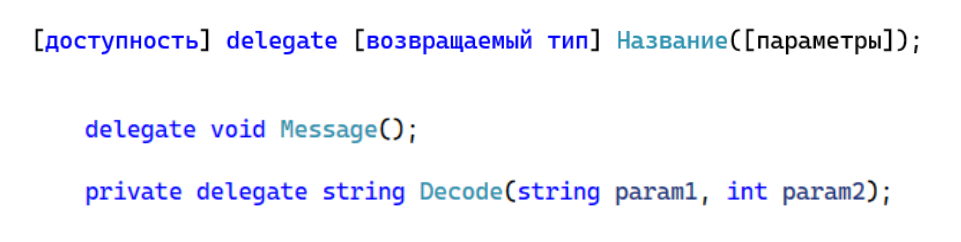 [доступность] delegate [возвращаемый тип] Название([параметры]);
delegate void Message();
private delegate string Decode(string param1, int param2);